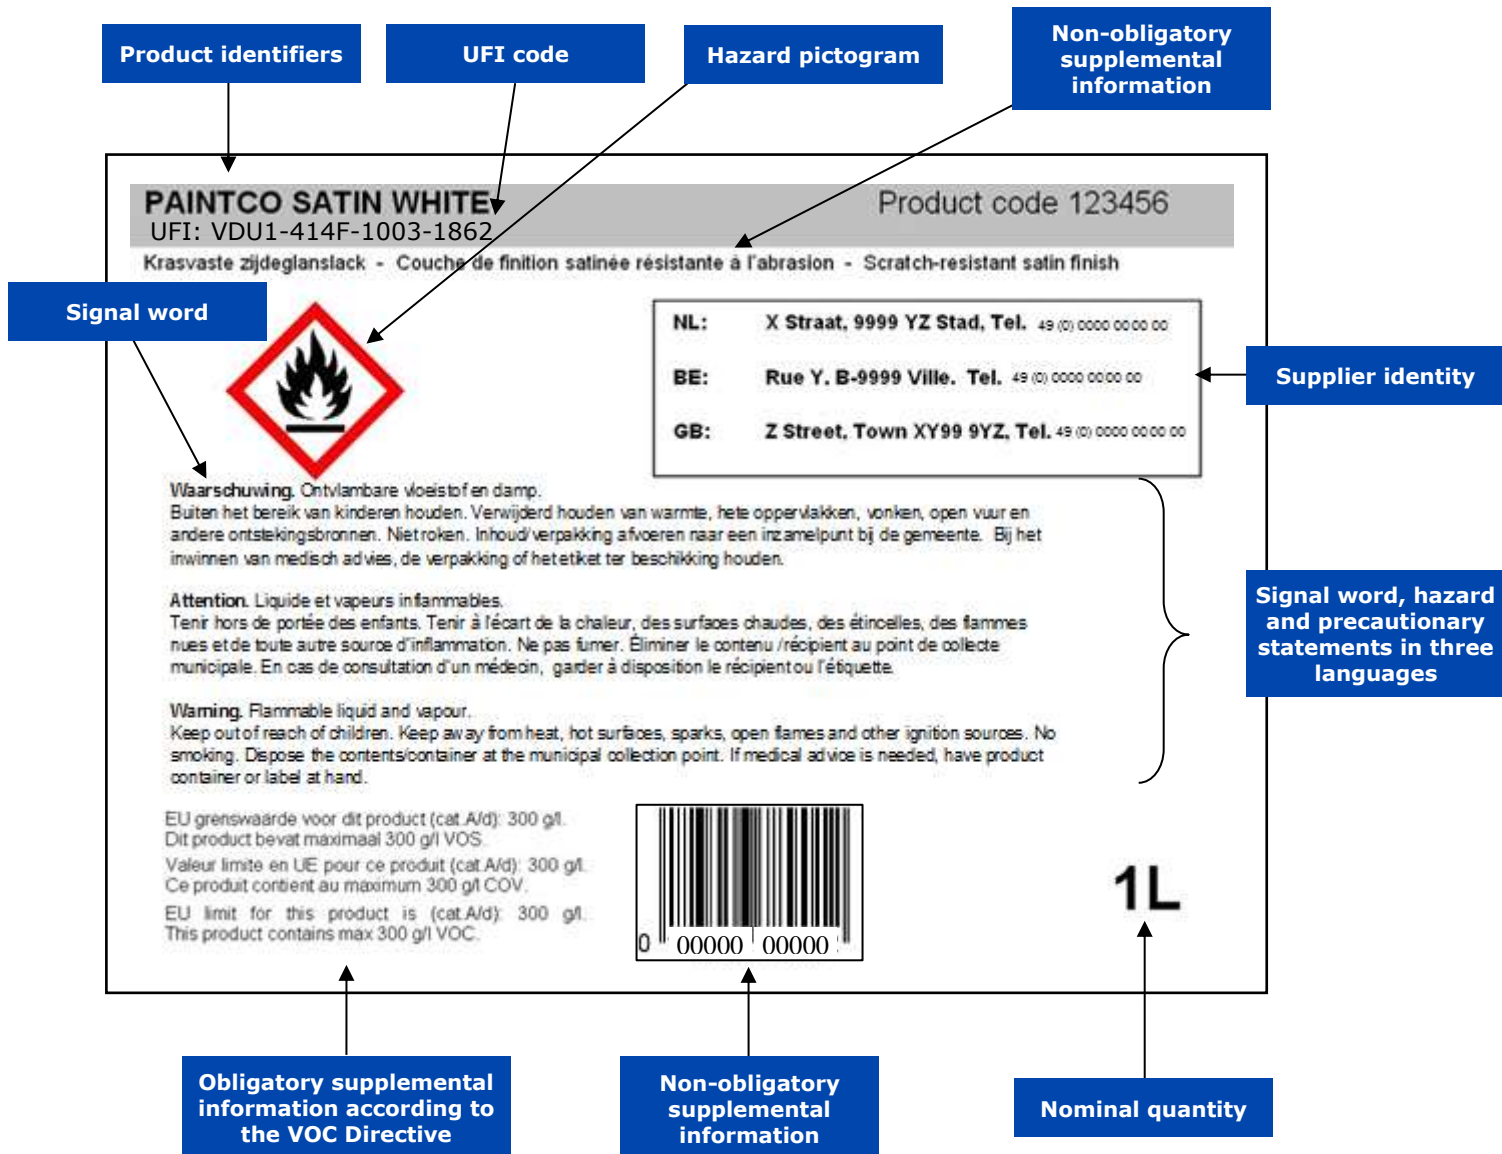 Product identifiers
UFI code
Hazard pictogram
Non-obligatory
supplemental
information
PAINTCO SATIN WHITE
Product code 123456
UFI: VDU1-414F-1003-1862
Krasvaste zijdeglanslack - Couche de finition satinée résistante à l'abrasion - Scratch-resistant satin finish
Signal word
NL: X Straat, 9999 YZ Stad, Tel. 49 (0) 0000 00 00 00
BE: Rue Y, B-9999 Ville. Tel. 49 (0) 0000 00 00 00
GB: Z Street, Town XY99 9YZ, Tel. 49 (0) 0000 00 00 00
Supplier identity
Waarschuwing. Ontvlambare vloeistof en damp.
Buiten het bereik van kinderen houden. Verwijderd houden van warmte, hete oppervlakken, vonken, open vuur en
andere ontstekingsbronnen. Niet roken. Inhoud/verpakking afvoeren naar een inzamelpunt bij de gemeente. Bij het
inwinnen van medisch advies, de verpakking of het etiket ter beschikking houden.
Attention. Liquide et vapeurs inflammables.
Tenir hors de portée des enfants. Tenir à l'écart de la chaleur, des surfaces chaudes, des étincelles, des flammes
nues et de toute autre source d'inflammation. Ne pas fumer. Éliminer le contenu /récipient au point de collecte
municipale. En cas de consultation d'un médecin, garder à disposition le récipient ou l'étiquette.
Warning. Flammable liquid and vapour.
Keep out of reach of children. Keep away from heat, hot surfaces, sparks, open flames and other ignition sources. No
smoking. Dispose the contents/container at the municipal collection point. If medical advice is needed, have product
container or label at hand.
Signal word, hazard
and precautionary
statements in three
languages
EU grenswaarde voor dit product (cat.A/d): 300 g/l.
Dit product bevat maximaal 300 g/l VOS.
Valeur limite en UE pour ce produit (cat.A/d): 300 g/l.
Ce produit contient au maximum 300 g/l COV.
EU limit for this product is (cat.A/d): 300 g/l.
This product contains max 300 g/l VOC.
0 00000 00000
1L
Obligatory supplemental
information according to
the VOC Directive
Non-obligatory
supplemental
information
Nominal quantity